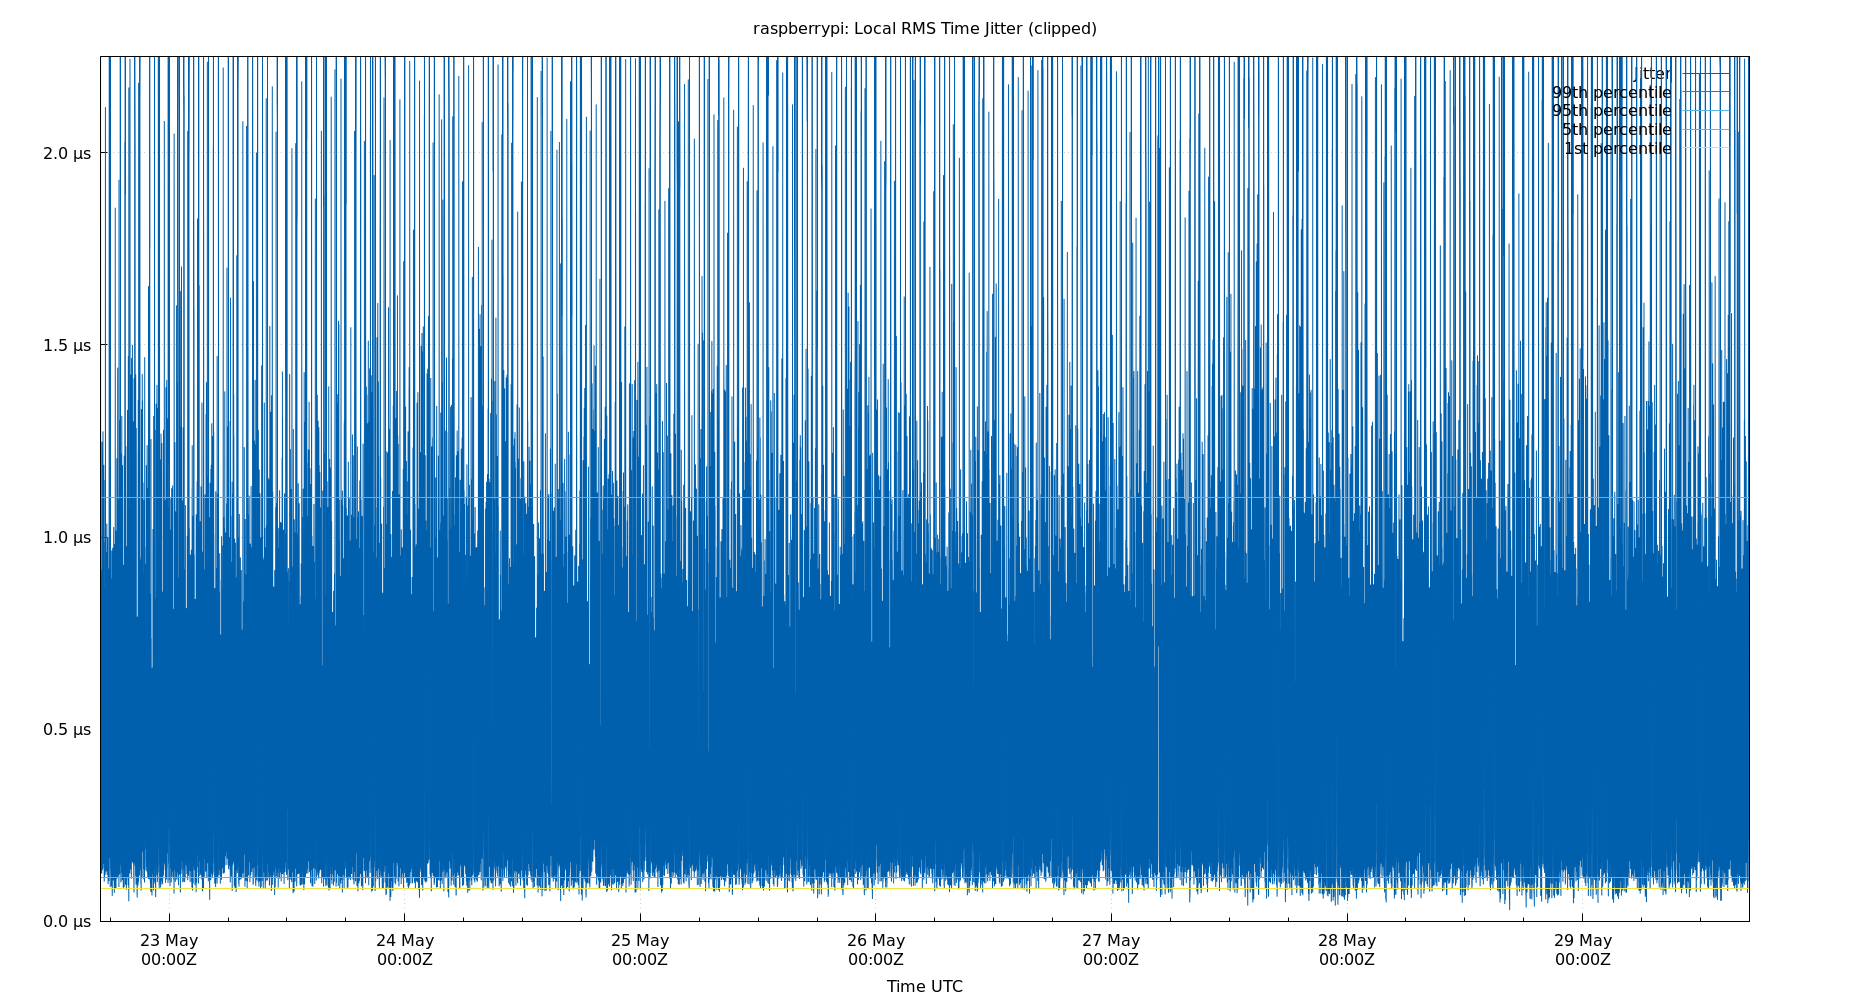 raspberrypi: Local RMS Time Jitter (clipped)
jitter
99th percentile
95th percentile
5th percentile
1st percentile
2.0 μs
1.5 μs
1.0 μs
0.5 μs
0.0 μs
23 May 00:00Z
24 May 00:00Z
25 May 00:00Z
26 May 00:00Z
27 May 00:00Z
28 May 00:00Z
29 May 00:00Z
Time UTC